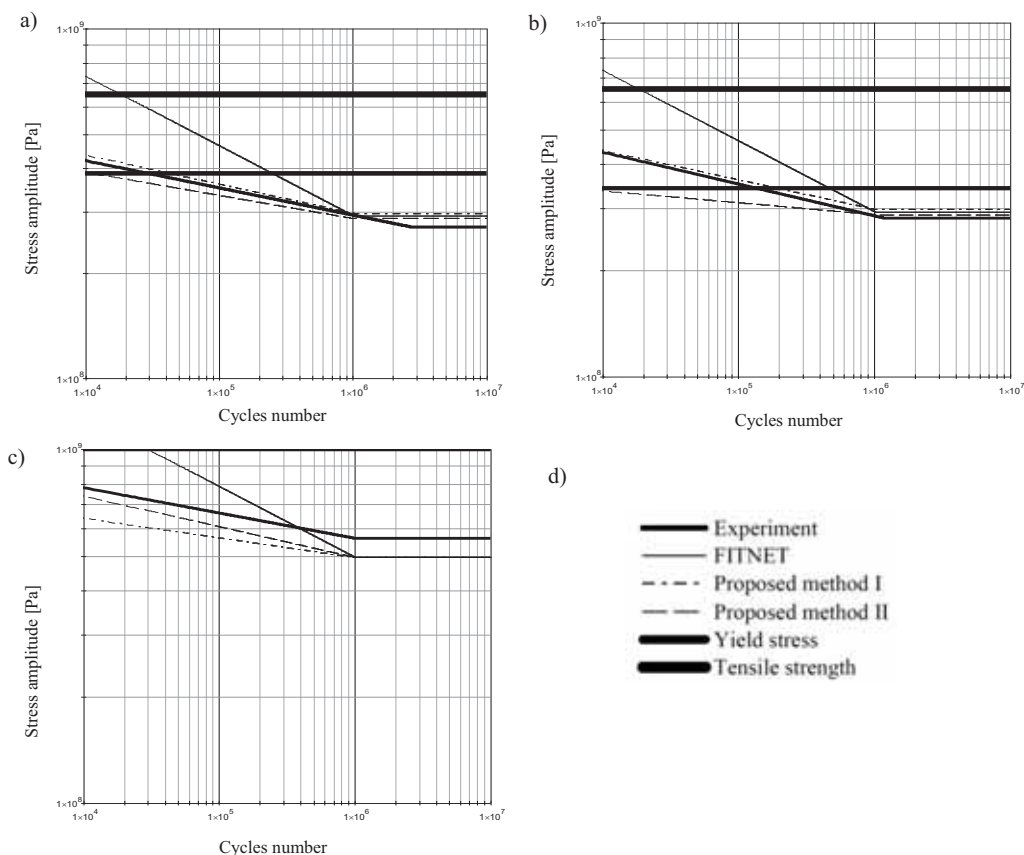 a)
1×10⁹
Stress amplitude [Pa]
1×10⁸
1×10⁴
1×10⁵
1×10⁶
1×10⁷
Cycles number
b)
1×10⁹
Stress amplitude [Pa]
1×10⁸
1×10⁴
1×10⁵
1×10⁶
1×10⁷
Cycles number
c)
1×10⁹
Stress amplitude [Pa]
1×10⁸
1×10⁴
1×10⁵
1×10⁶
1×10⁷
Cycles number
d)
Experiment
FITNET
Proposed method I
Proposed method II
Yield stress
Tensile strength